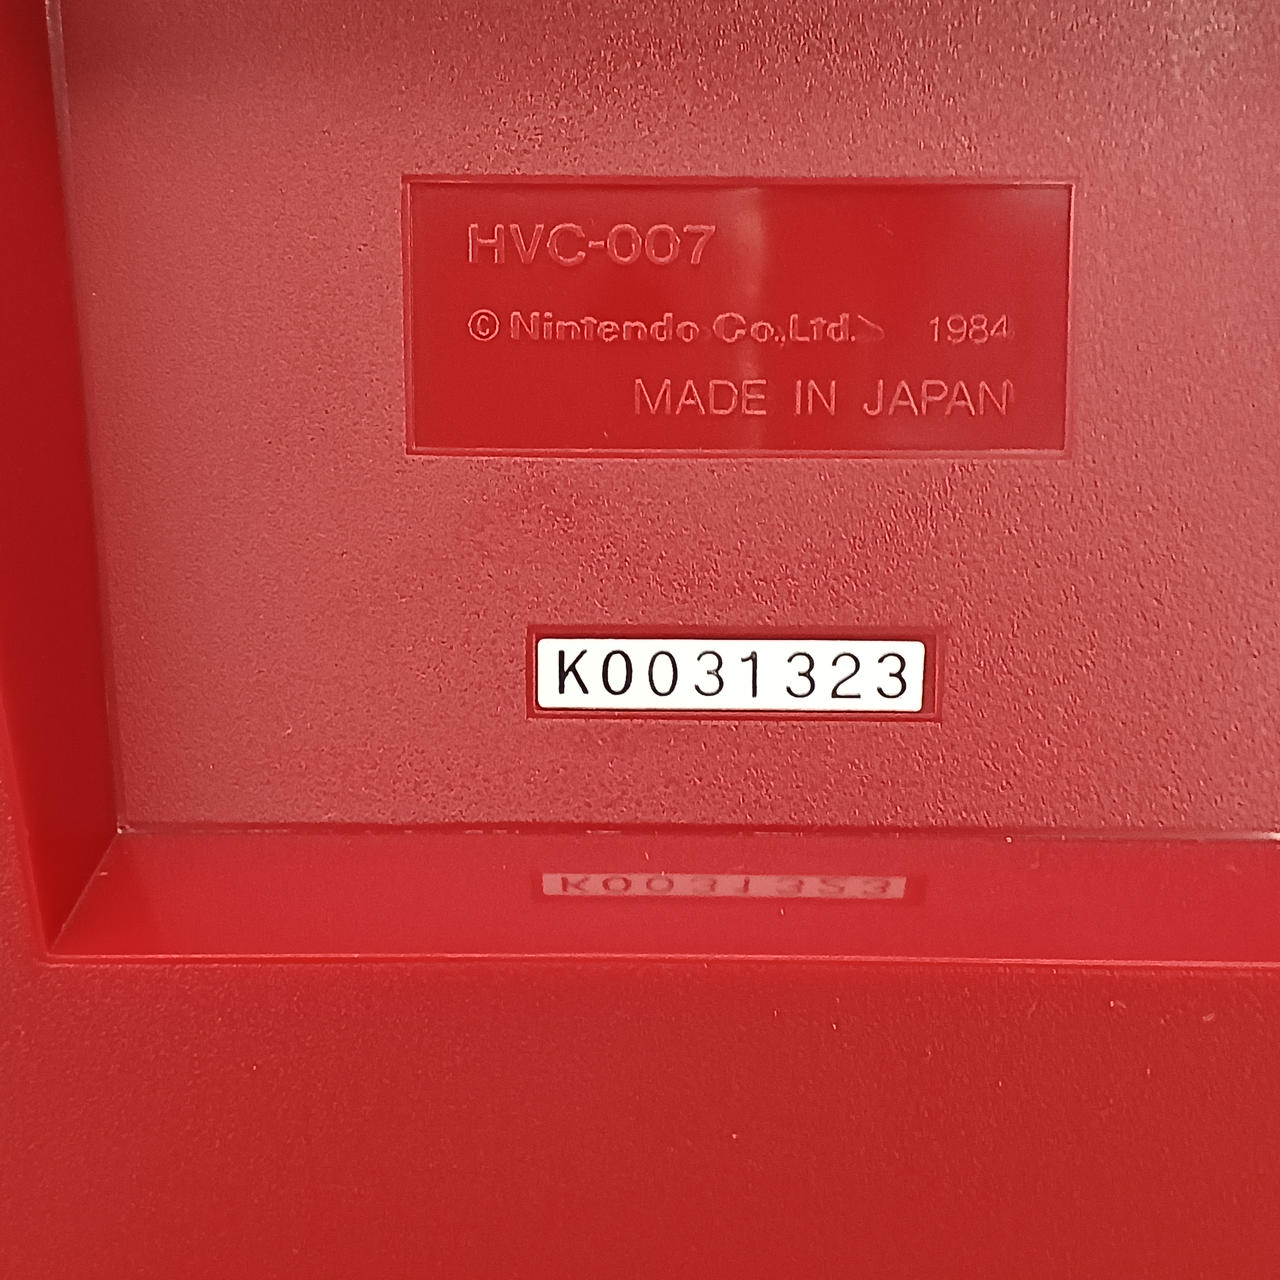 HVC-007
© Nintendo Co.,Ltd. 1984
MADE IN JAPAN
K0031323